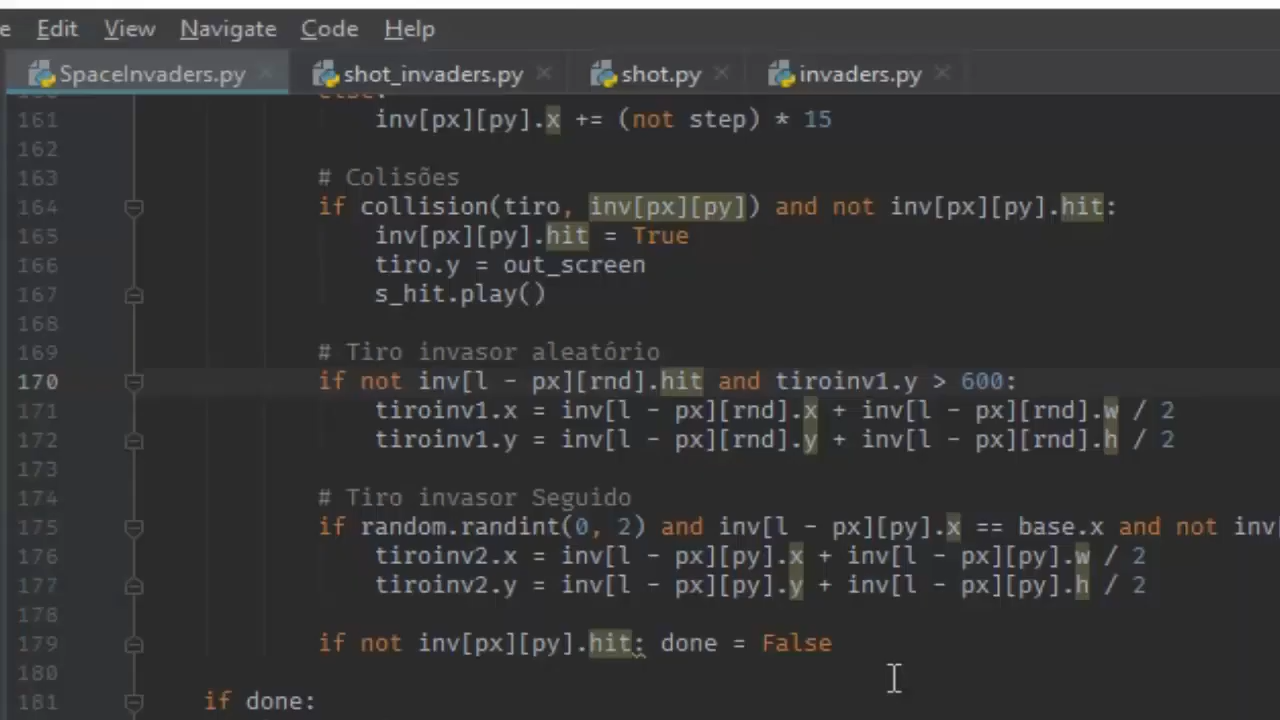 e Edit View Navigate Code Help
SpaceInvaders.py shot_invaders.py shot.py invaders.py
else:
161 inv[px][py].x += (not step) * 15
162
163 # Colisões
164 if collision(tiro, inv[px][py]) and not inv[px][py].hit:
165 inv[px][py].hit = True
166 tiro.y = out_screen
167 s_hit.play()
168
169 # Tiro invasor aleatório
170 if not inv[l - px][rnd].hit and tiroinv1.y > 600:
171 tiroinv1.x = inv[l - px][rnd].x + inv[l - px][rnd].w / 2
172 tiroinv1.y = inv[l - px][rnd].y + inv[l - px][rnd].h / 2
173
174 # Tiro invasor Seguido
175 if random.randint(0, 2) and inv[l - px][py].x == base.x and not inv
176 tiroinv2.x = inv[l - px][py].x + inv[l - px][py].w / 2
177 tiroinv2.y = inv[l - px][py].y + inv[l - px][py].h / 2
178
179 if not inv[px][py].hit: done = False
180
181 if done: